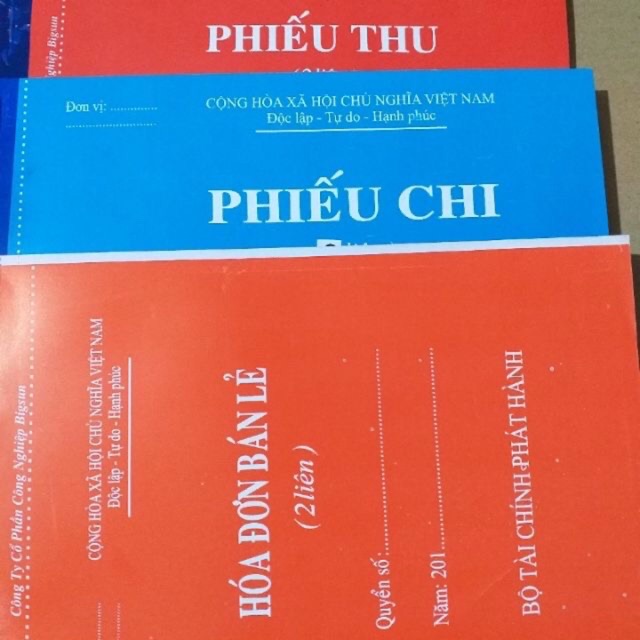 PHIẾU THU
Nghiệp Bigsun
Đơn vị: ..............
CỘNG HÒA XÃ HỘI CHỦ NGHĨA VIỆT NAM
Độc lập - Tự do - Hạnh phúc
PHIẾU CHI
Công Ty Cổ Phần Công Nghiệp Bigsun
CỘNG HÒA XÃ HỘI CHỦ NGHĨA VIỆT NAM
Độc lập - Tự do - Hạnh phúc
HÓA ĐƠN BÁN LẺ
( 2 liên )
Quyển số:..............................
Năm: 201..............................
BỘ TÀI CHÍNH PHÁT HÀNH